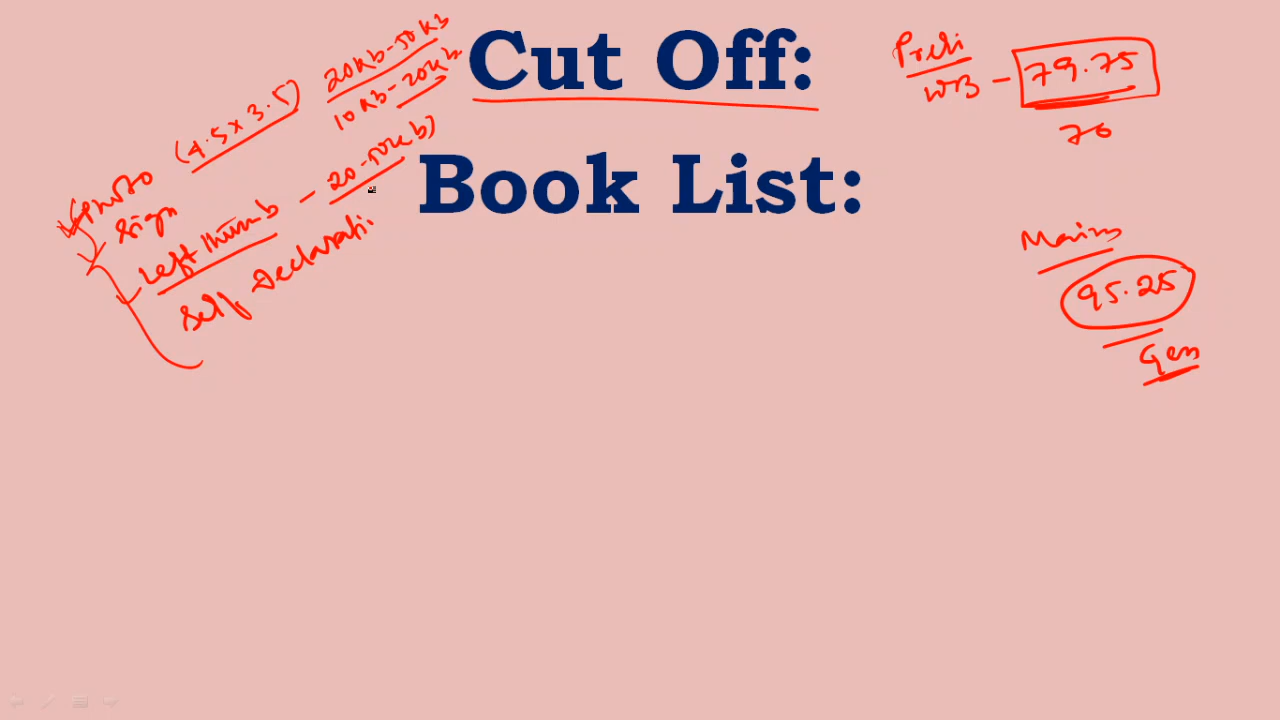 Cut Off:
Book List:
Photo (4.5 x 3.5) 20Kb-50KB
Sign 10KB-20Kb
Left Thumb - 20-50Kb)
Self Declarati.
Preli
WB - 79.75
76
Mains
95.25
Gen